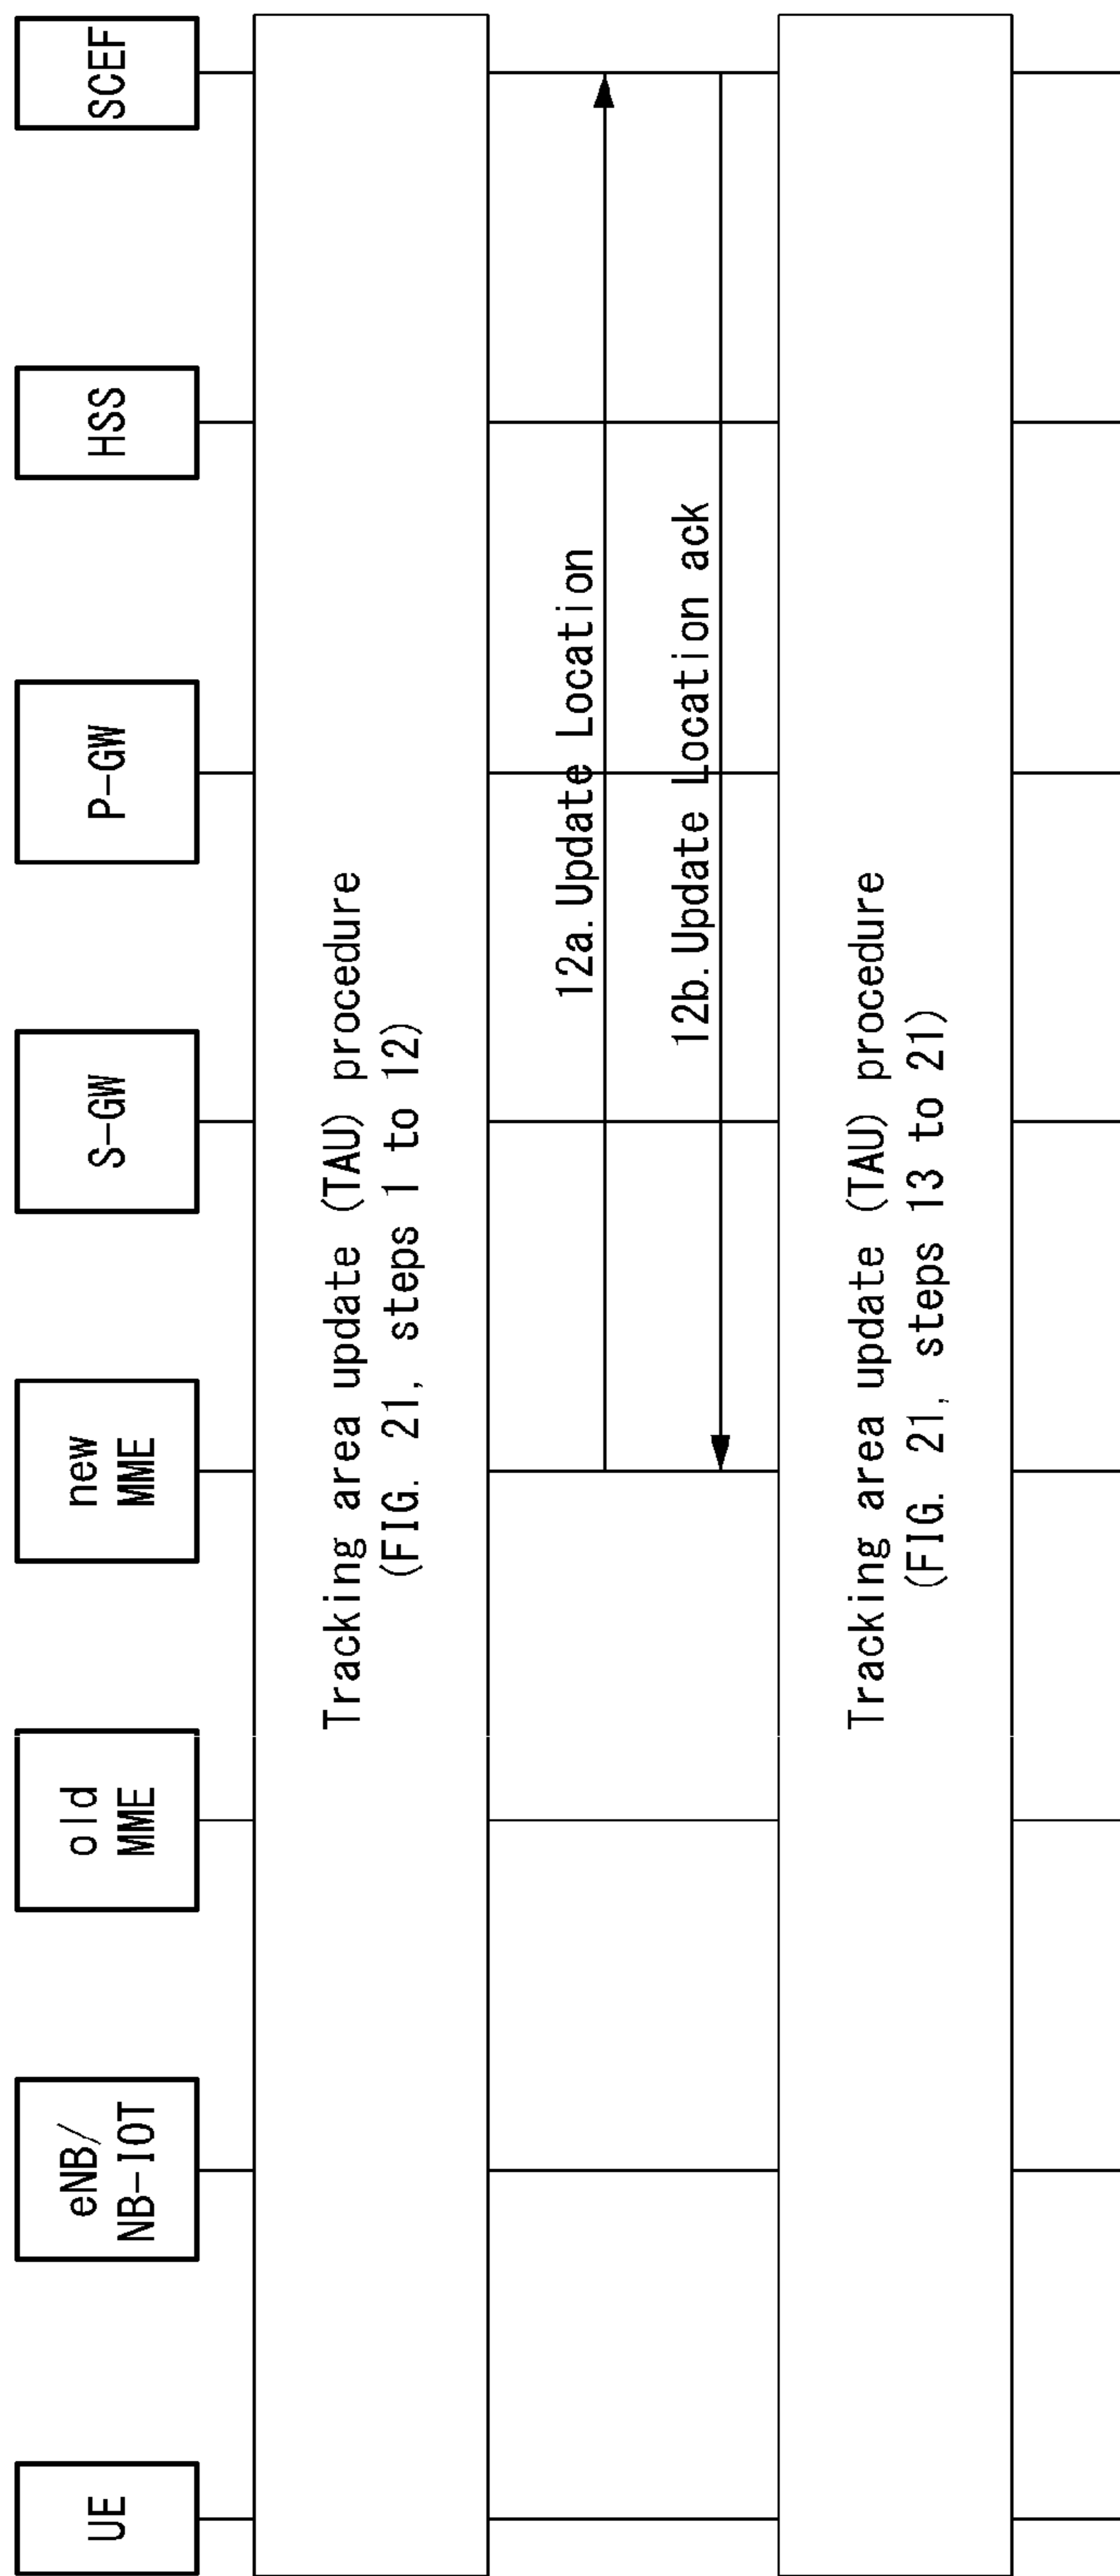 UE
eNB/
NB-IOT
old
MME
new
MME
S-GW
P-GW
HSS
SCEF
Tracking area update (TAU) procedure
(FIG. 21, steps 1 to 12)
12a. Update Location
12b. Update Location ack
Tracking area update (TAU) procedure
(FIG. 21, steps 13 to 21)